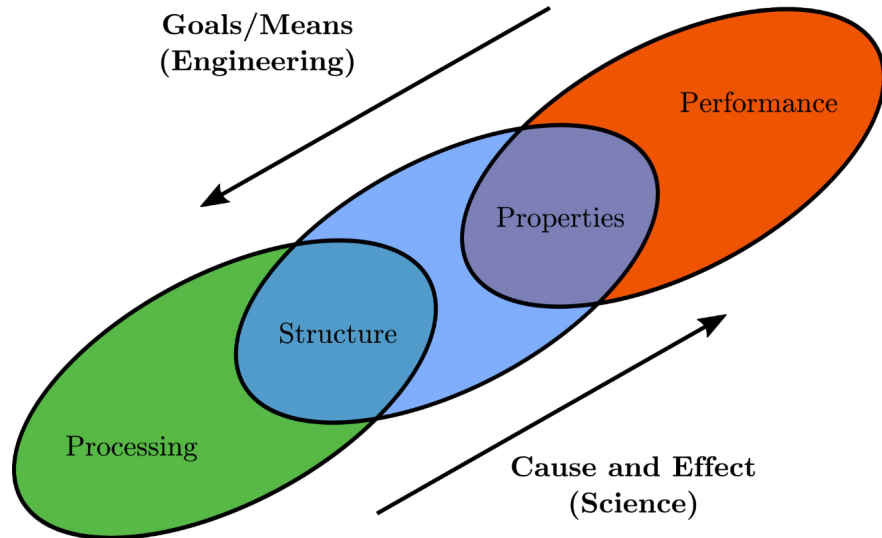 Goals/Means
(Engineering)
Performance
Properties
Structure
Processing
Cause and Effect
(Science)